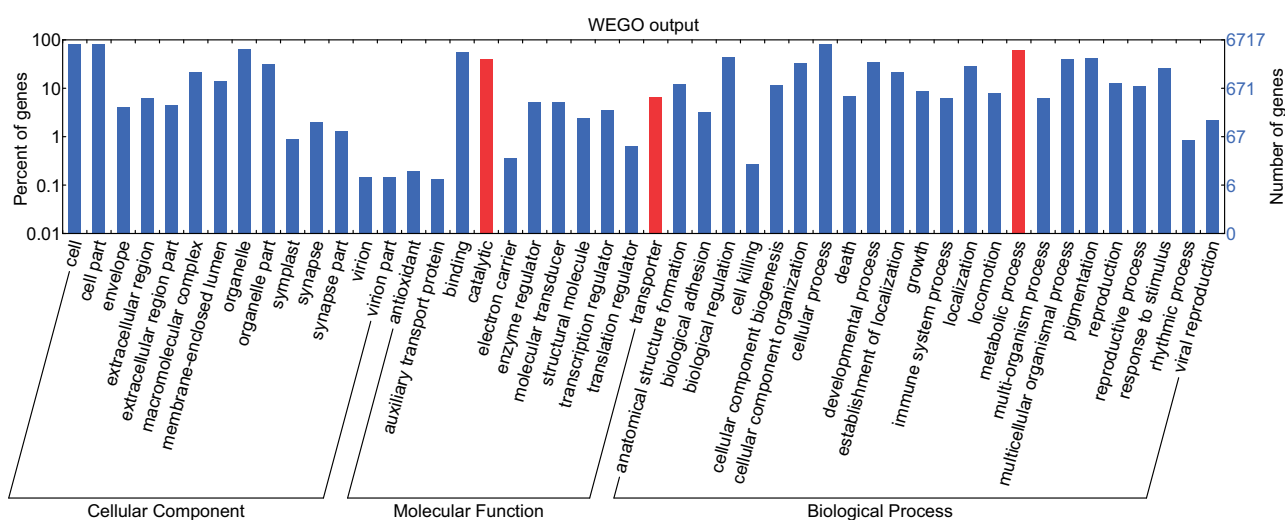 WEGO output
Percent of genes
100
10
1
0.1
0.01
6717
671
67
6
0
Number of genes
cell
cell part
envelope
extracellular region
extracellular region part
macromolecular complex
membrane-enclosed lumen
organelle
organelle part
symplast
synapse
synapse part
virion
virion part
antioxidant
auxiliary transport protein
binding
catalytic
electron carrier
enzyme regulator
molecular transducer
structural molecule
transcription regulator
translation regulator
transporter
anatomical structure formation
biological adhesion
biological regulation
cell killing
cellular component biogenesis
cellular component organization
cellular process
death
developmental process
establishment of localization
growth
immune system process
localization
locomotion
metabolic process
multi-organism process
multicellular organismal process
pigmentation
reproduction
reproductive process
response to stimulus
rhythmic process
viral reproduction
Cellular Component
Molecular Function
Biological Process